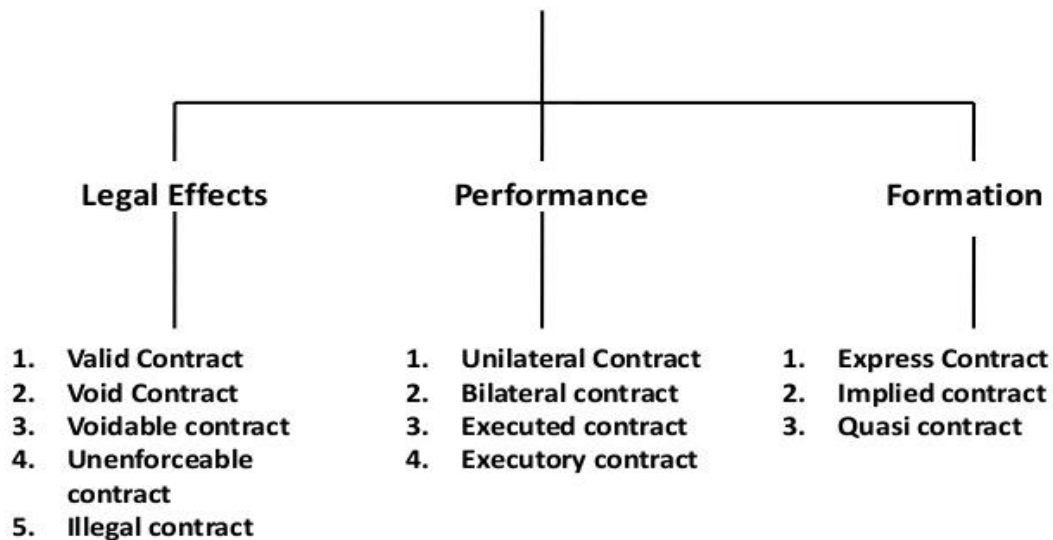 Legal Effects
1. Valid Contract
2. Void Contract
3. Voidable contract
4. Unenforceable
contract
5. Illegal contract
Performance
1. Unilateral Contract
2. Bilateral contract
3. Executed contract
4. Executory contract
Formation
1. Express Contract
2. Implied contract
3. Quasi contract